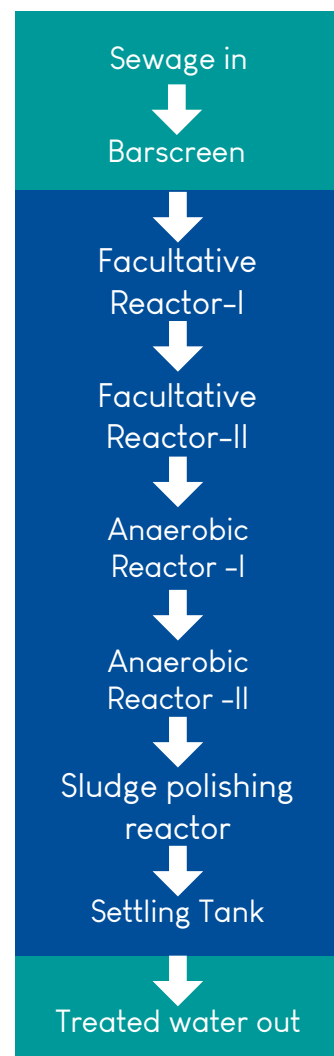 Sewage in
Barscreen
Facultative
Reactor-I
Facultative
Reactor-II
Anaerobic
Reactor -I
Anaerobic
Reactor -II
Sludge polishing
reactor
Settling Tank
Treated water out